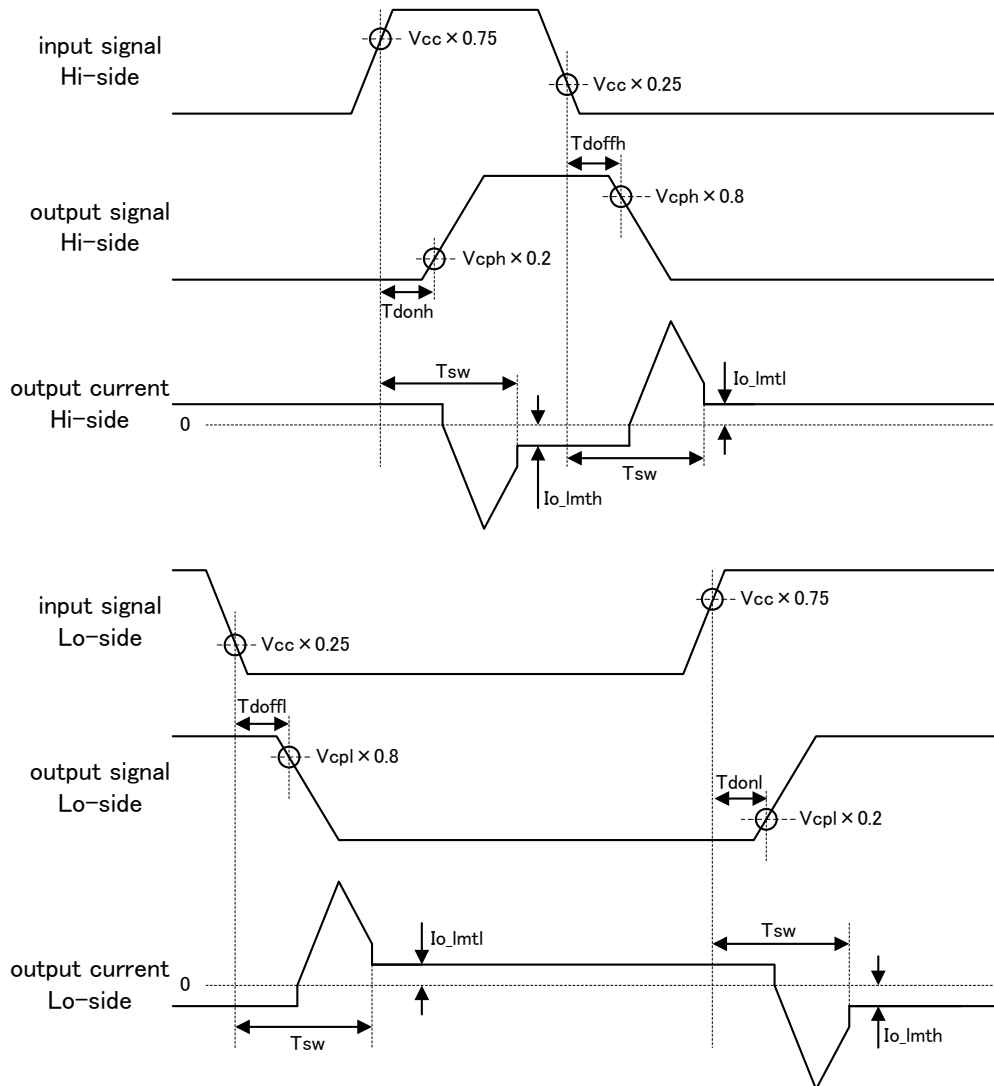 input signal
Hi-side
Vcc×0.75
Vcc×0.25
Tdoffh
output signal
Hi-side
Vcph×0.8
Vcph×0.2
Tdonh
output current
Hi-side
0
Tsw
Io_lmtl
Tsw
Io_lmth
input signal
Lo-side
Vcc×0.25
Vcc×0.75
Tdoffl
output signal
Lo-side
Vcpl×0.8
Tdonl
Vcpl×0.2
output current
Lo-side
0
Io_lmtl
Tsw
Tsw
Io_lmth